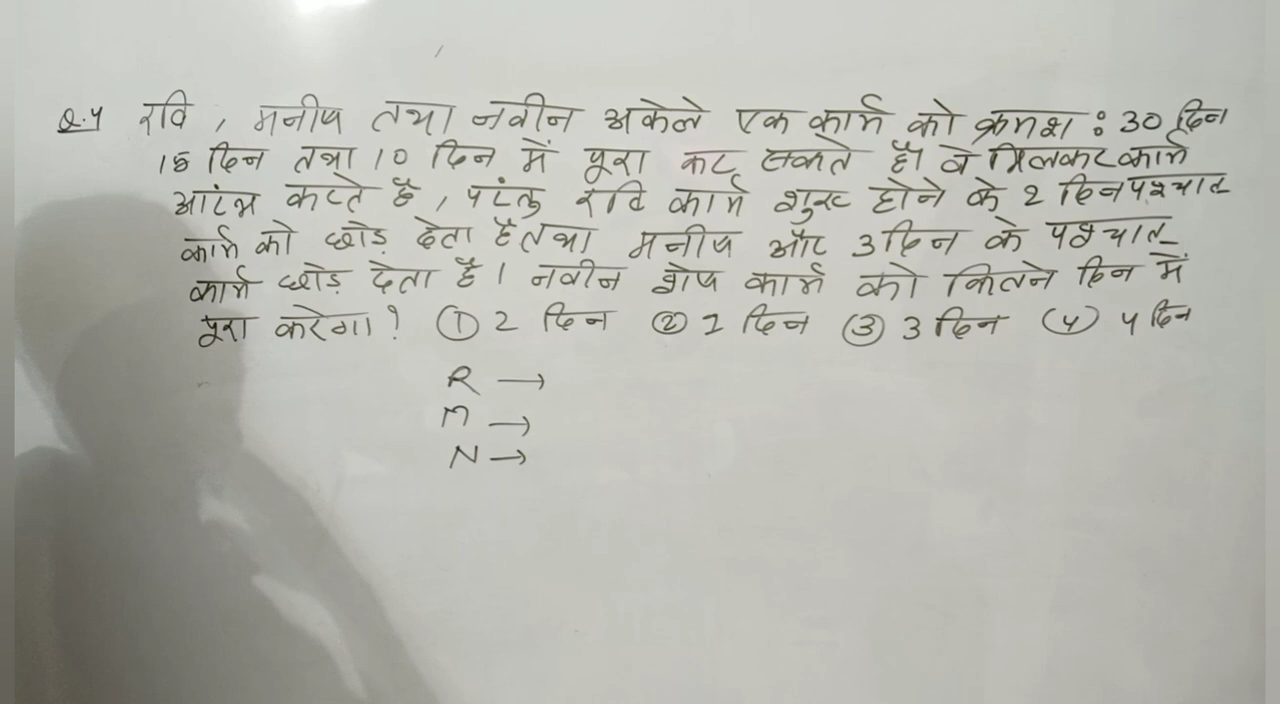 Q.4 रवि, मनीष तथा नवीन अकेले एक कार्य को क्रमश: 30 दिन
15 दिन तथा 10 दिन में पूरा कर सकते है। वे मिलकर कार्य
आरंभ करते है, परंतु रवि कार्य शुरू होने के 2 दिन पश्चात
कार्य को छोड़ देता है तथा मनीष और 3 दिन के पश्चात
कार्य छोड़ देता है। नवीन शेष कार्य को कितने दिन में
पूरा करेगा? ① 2 दिन ② 1 दिन ③ 3 दिन ④ 4 दिन
R →
M →
N →